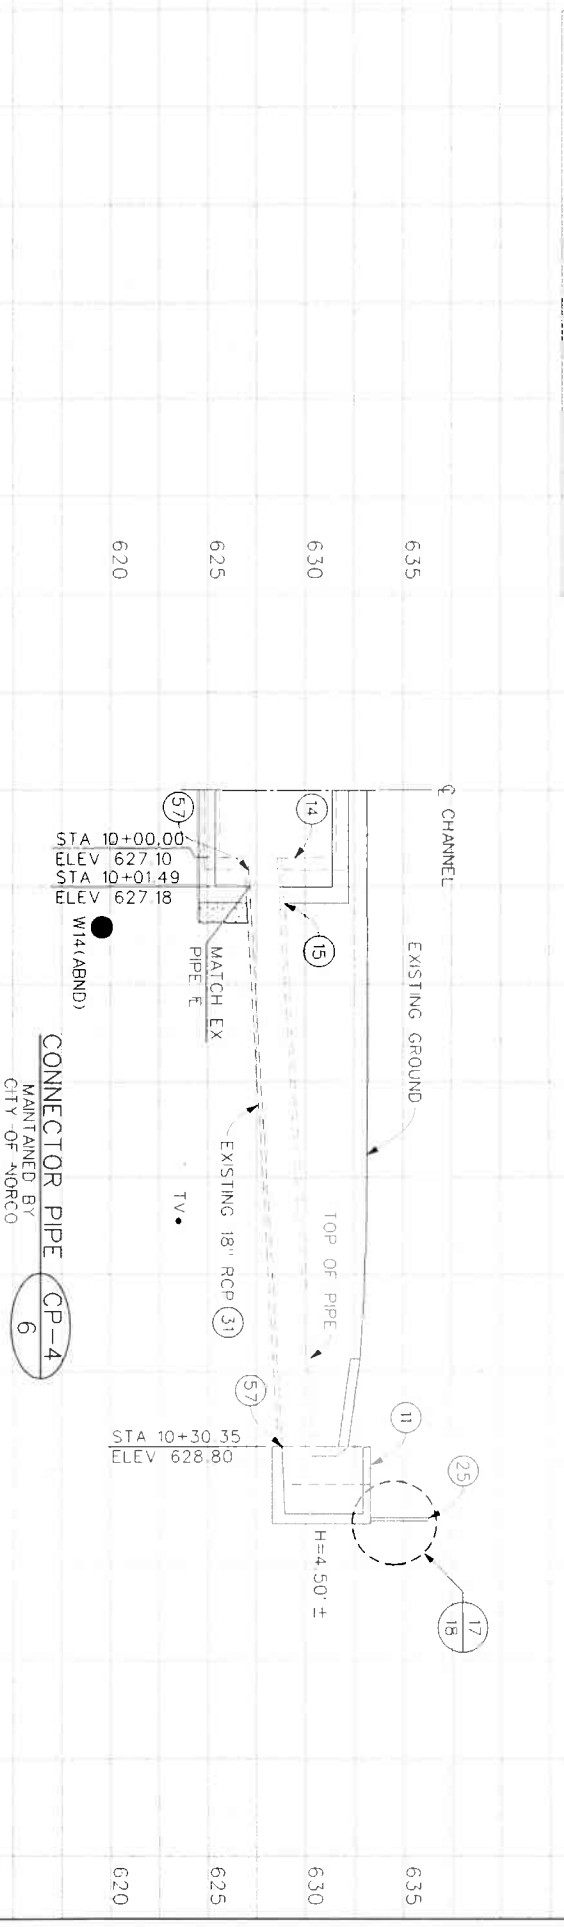 635
630
625
620
635
630
625
620
℄ CHANNEL
EXISTING GROUND
14
15
57
STA 10+00.00
ELEV 627.10
STA 10+01.49
ELEV 627.18
MATCH EX
PIPE ℄
W14(ABND)
EXISTING 18" RCP 31
TOP OF PIPE
TV
57
11
25
17
18
H=4.50' ±
STA 10+30.35
ELEV 628.80
CONNECTOR PIPE CP-4
6
MAINTAINED BY
CITY OF NORCO